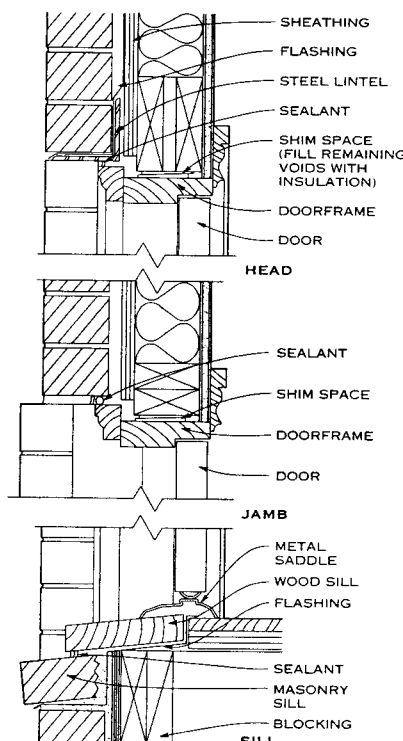 SHEATHING
FLASHING
STEEL LINTEL
SEALANT
SHIM SPACE
(FILL REMAINING
VOIDS WITH
INSULATION)
DOORFRAME
DOOR
HEAD
SEALANT
SHIM SPACE
DOORFRAME
DOOR
JAMB
METAL
SADDLE
WOOD SILL
FLASHING
SEALANT
MASONRY
SILL
BLOCKING
SILL